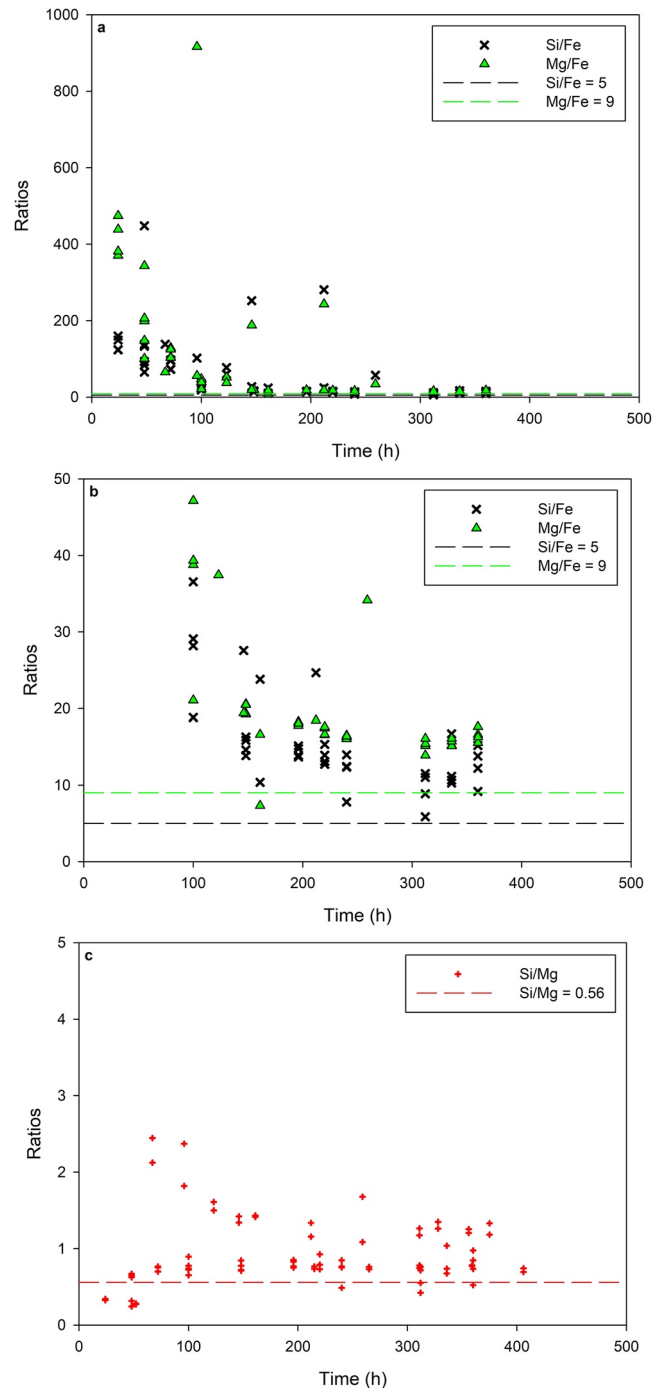 a
1000
800
600
400
200
0
Ratios
Si/Fe
Mg/Fe
Si/Fe = 5
Mg/Fe = 9
0 100 200 300 400 500
Time (h)
b
50
40
30
20
10
0
Ratios
Si/Fe
Mg/Fe
Si/Fe = 5
Mg/Fe = 9
0 100 200 300 400 500
Time (h)
c
5
4
3
2
1
0
Ratios
Si/Mg
Si/Mg = 0.56
0 100 200 300 400 500
Time (h)